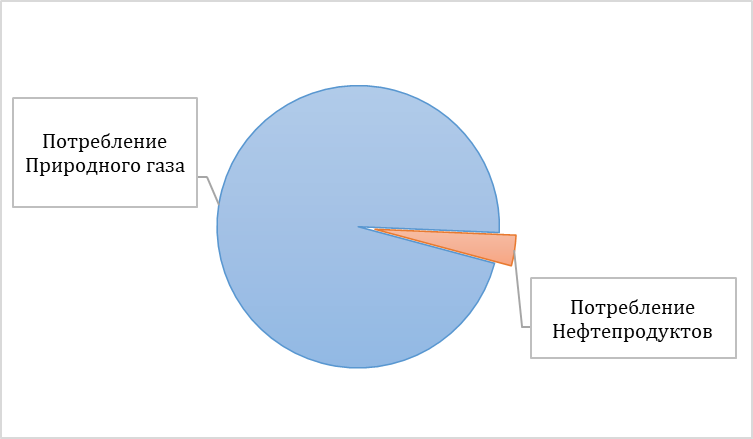 Потребление
Природного газа
Потребление
Нефтепродуктов